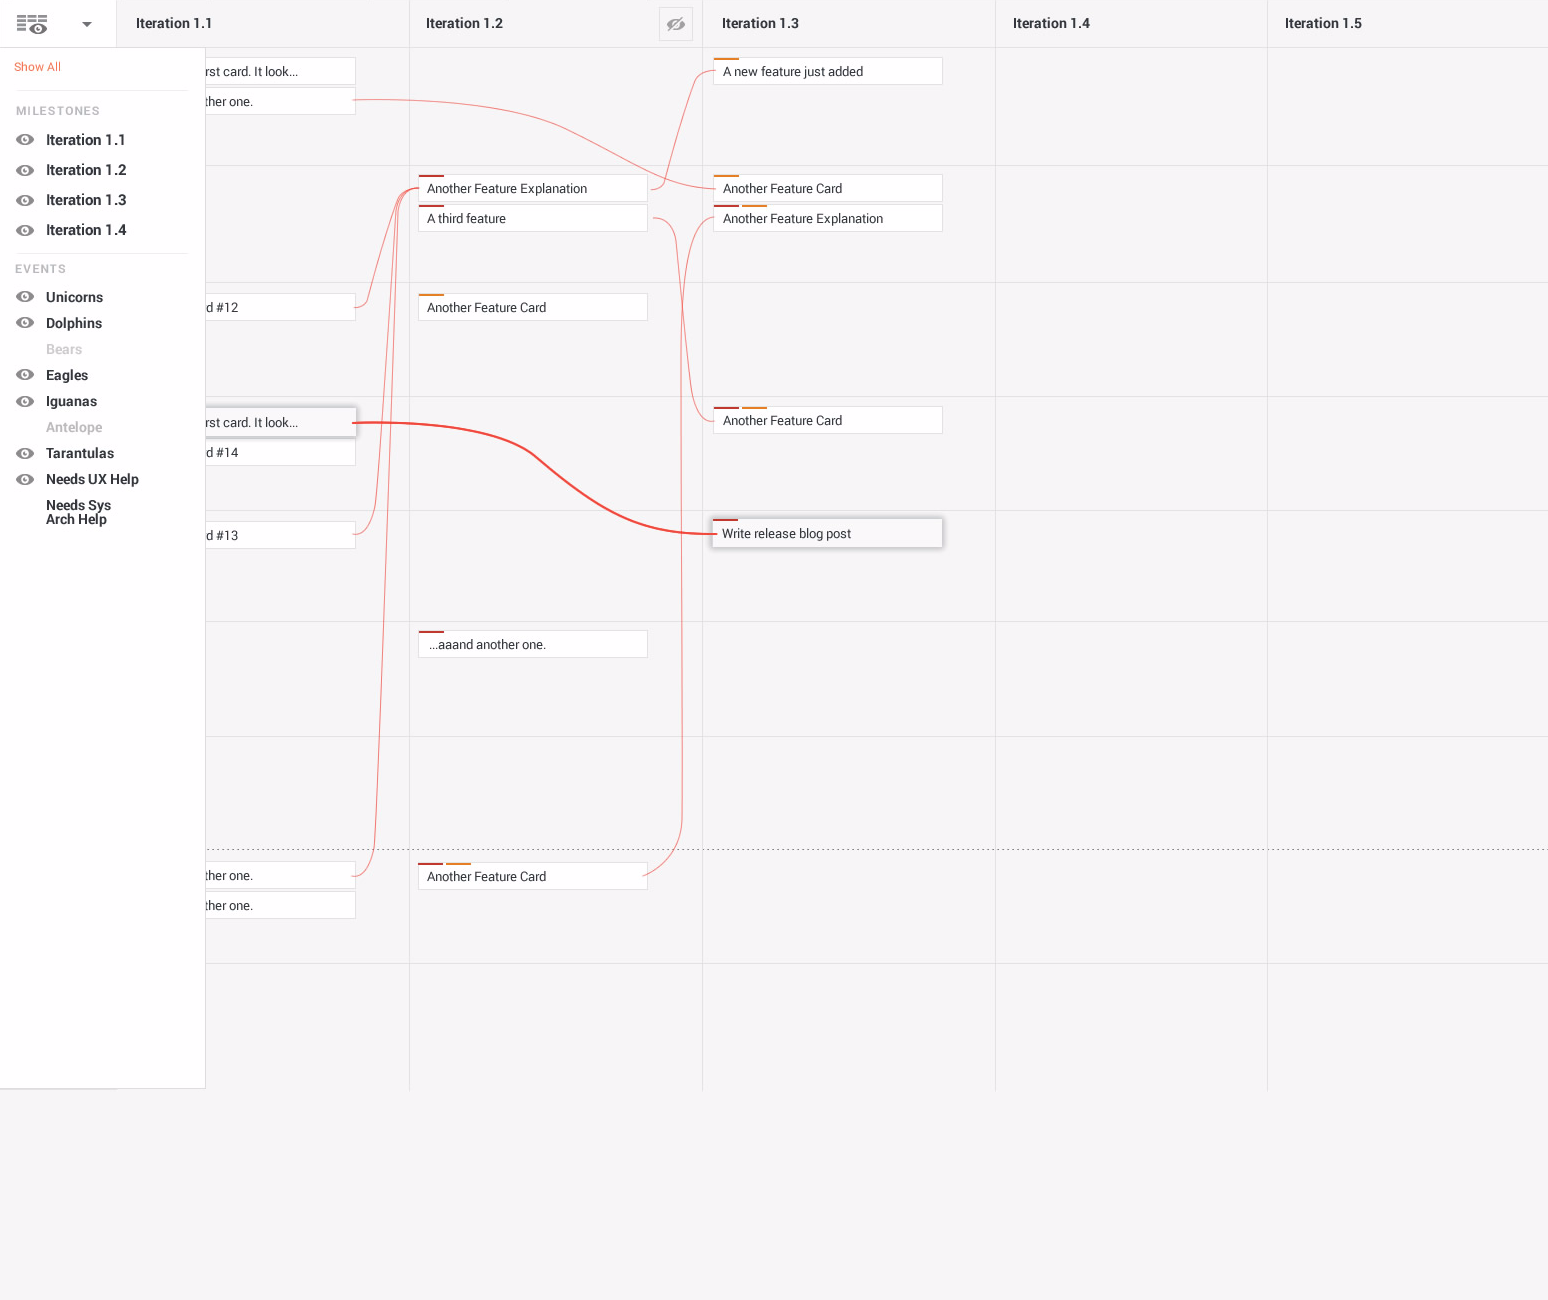 Iteration 1.1
Iteration 1.2
Iteration 1.3
Iteration 1.4
Iteration 1.5
Show All
MILESTONES
Iteration 1.1
Iteration 1.2
Iteration 1.3
Iteration 1.4
EVENTS
Unicorns
Dolphins
Bears
Eagles
Iguanas
Antelope
Tarantulas
Needs UX Help
Needs Sys
Arch Help
rst card. It look...
ther one.
d #12
rst card. It look...
d #14
d #13
ther one.
ther one.
Another Feature Explanation
A third feature
Another Feature Card
...aaand another one.
Another Feature Card
A new feature just added
Another Feature Card
Another Feature Explanation
Another Feature Card
Write release blog post